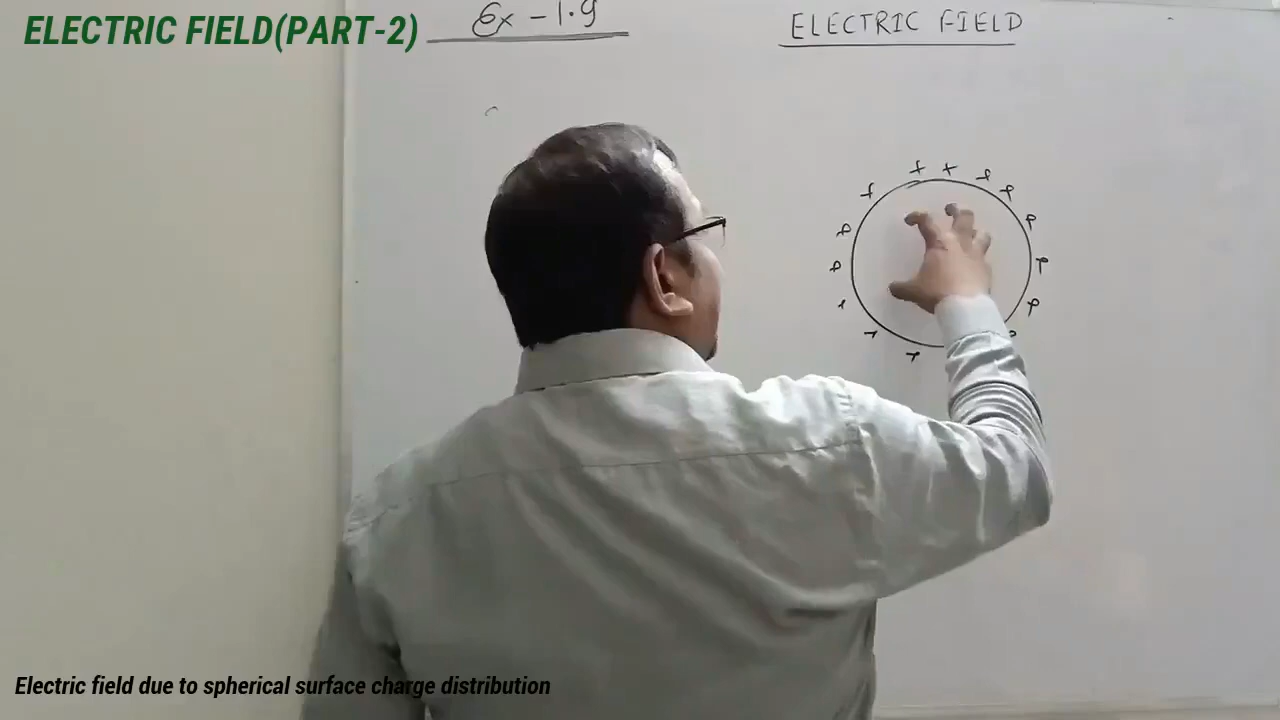 ELECTRIC FIELD(PART-2)
Ex - 1.9
ELECTRIC FIELD
+ + + + + + + + + + + + + + +
Electric field due to spherical surface charge distribution